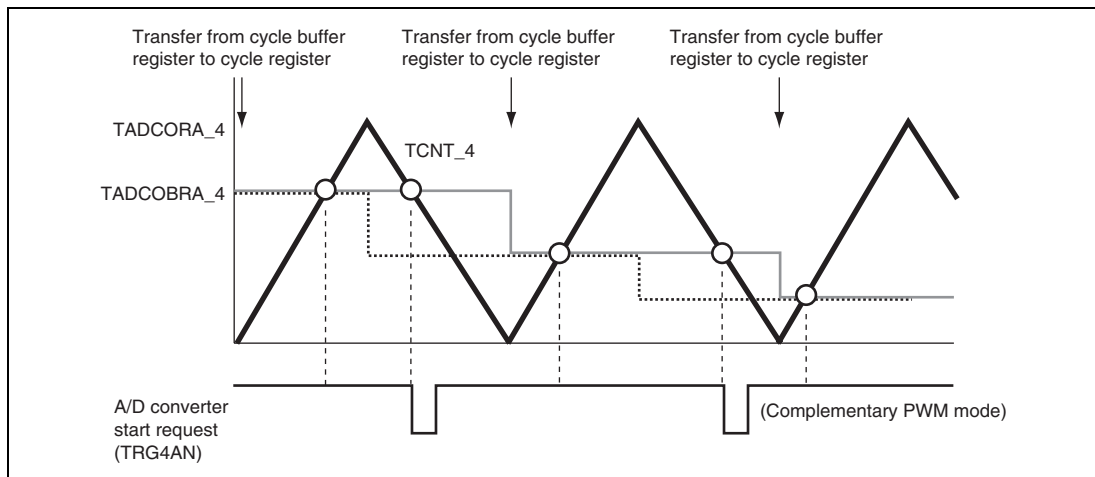 Transfer from cycle buffer
register to cycle register
Transfer from cycle buffer
register to cycle register
Transfer from cycle buffer
register to cycle register
TADCORA_4
TCNT_4
TADCOBRA_4
A/D converter
start request
(TRG4AN)
(Complementary PWM mode)